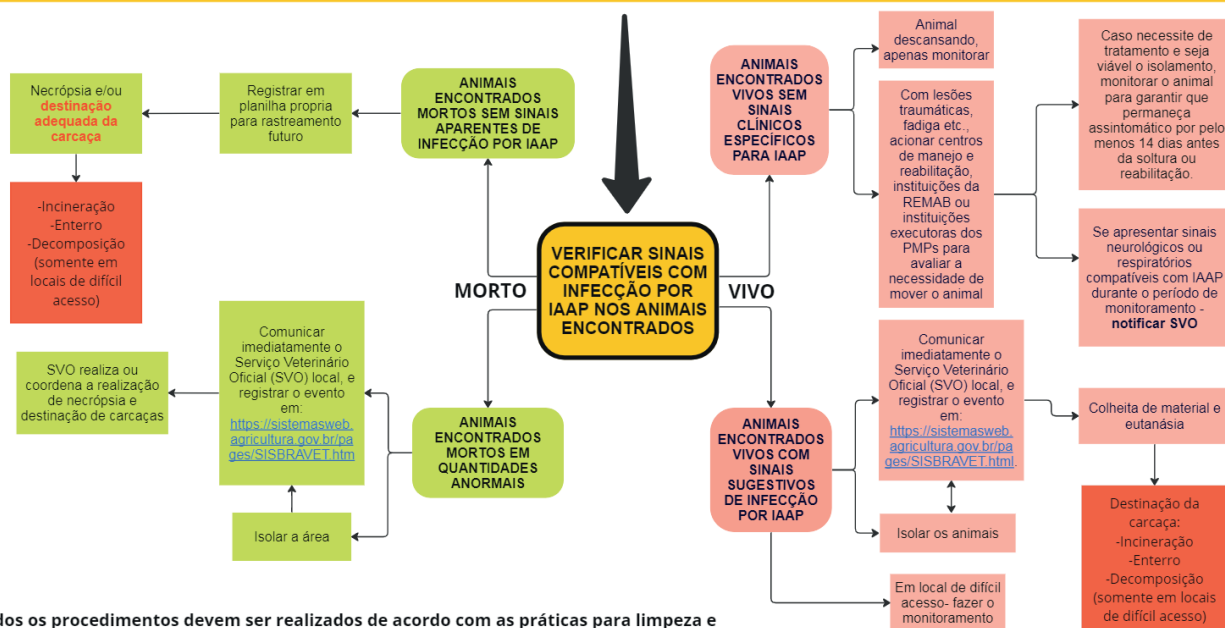 Necrópsia e/ou
destinação
adequada da
carcaça
Registrar em
planilha propria
para rastreamento
futuro
ANIMAIS
ENCONTRADOS
MORTOS SEM SINAIS
APARENTES DE
INFECÇÃO POR IAAP
-Incineração
-Enterro
-Decomposição
(somente em
locais de difícil
acesso)
ANIMAIS
ENCONTRADOS
VIVOS SEM
SINAIS
CLÍNICOS
ESPECÍFICOS
PARA IAAP
Animal
descansando,
apenas monitorar
Com lesões
traumáticas,
fadiga etc.,
acionar centros
de manejo e
reabilitação,
instituições da
REMAB ou
instituições
executoras dos
PMPs para
avaliar a
necessidade de
mover o animal
Caso necessite de
tratamento e seja
viável o isolamento,
monitorar o animal
para garantir que
permaneça
assintomático por pelo
menos 14 dias antes
da soltura ou
reabilitação.
Se apresentar sinais
neurológicos ou
respiratórios
compatíveis com IAAP
durante o período de
monitoramento -
notificar SVO
MORTO
VERIFICAR SINAIS
COMPATÍVEIS COM
INFECÇÃO POR
IAAP NOS ANIMAIS
ENCONTRADOS
VIVO
SVO realiza ou
coordena a realização
de necrópsia e
destinação de carcaças
Comunicar
imediatamente o
Serviço Veterinário
Oficial (SVO) local, e
registrar o evento
em:
https://sistemasweb.
agricultura.gov.br/pa
ges/SISBRAVET.htm
Isolar a área
ANIMAIS
ENCONTRADOS
MORTOS EM
QUANTIDADES
ANORMAIS
ANIMAIS
ENCONTRADOS
VIVOS COM
SINAIS
SUGESTIVOS
DE INFECÇÃO
POR IAAP
Comunicar
imediatamente o
Serviço Veterinário
Oficial (SVO) local, e
registrar o evento
em:
https://sistemasweb.
agricultura.gov.br/pa
ges/SISBRAVET.html.
Isolar os animais
Em local de difícil
acesso- fazer o
monitoramento
Colheita de material e
eutanásia
Destinação da
carcaça:
-Incineração
-Enterro
-Decomposição
(somente em locais
de difícil acesso)
dos os procedimentos devem ser realizados de acordo com as práticas para limpeza e